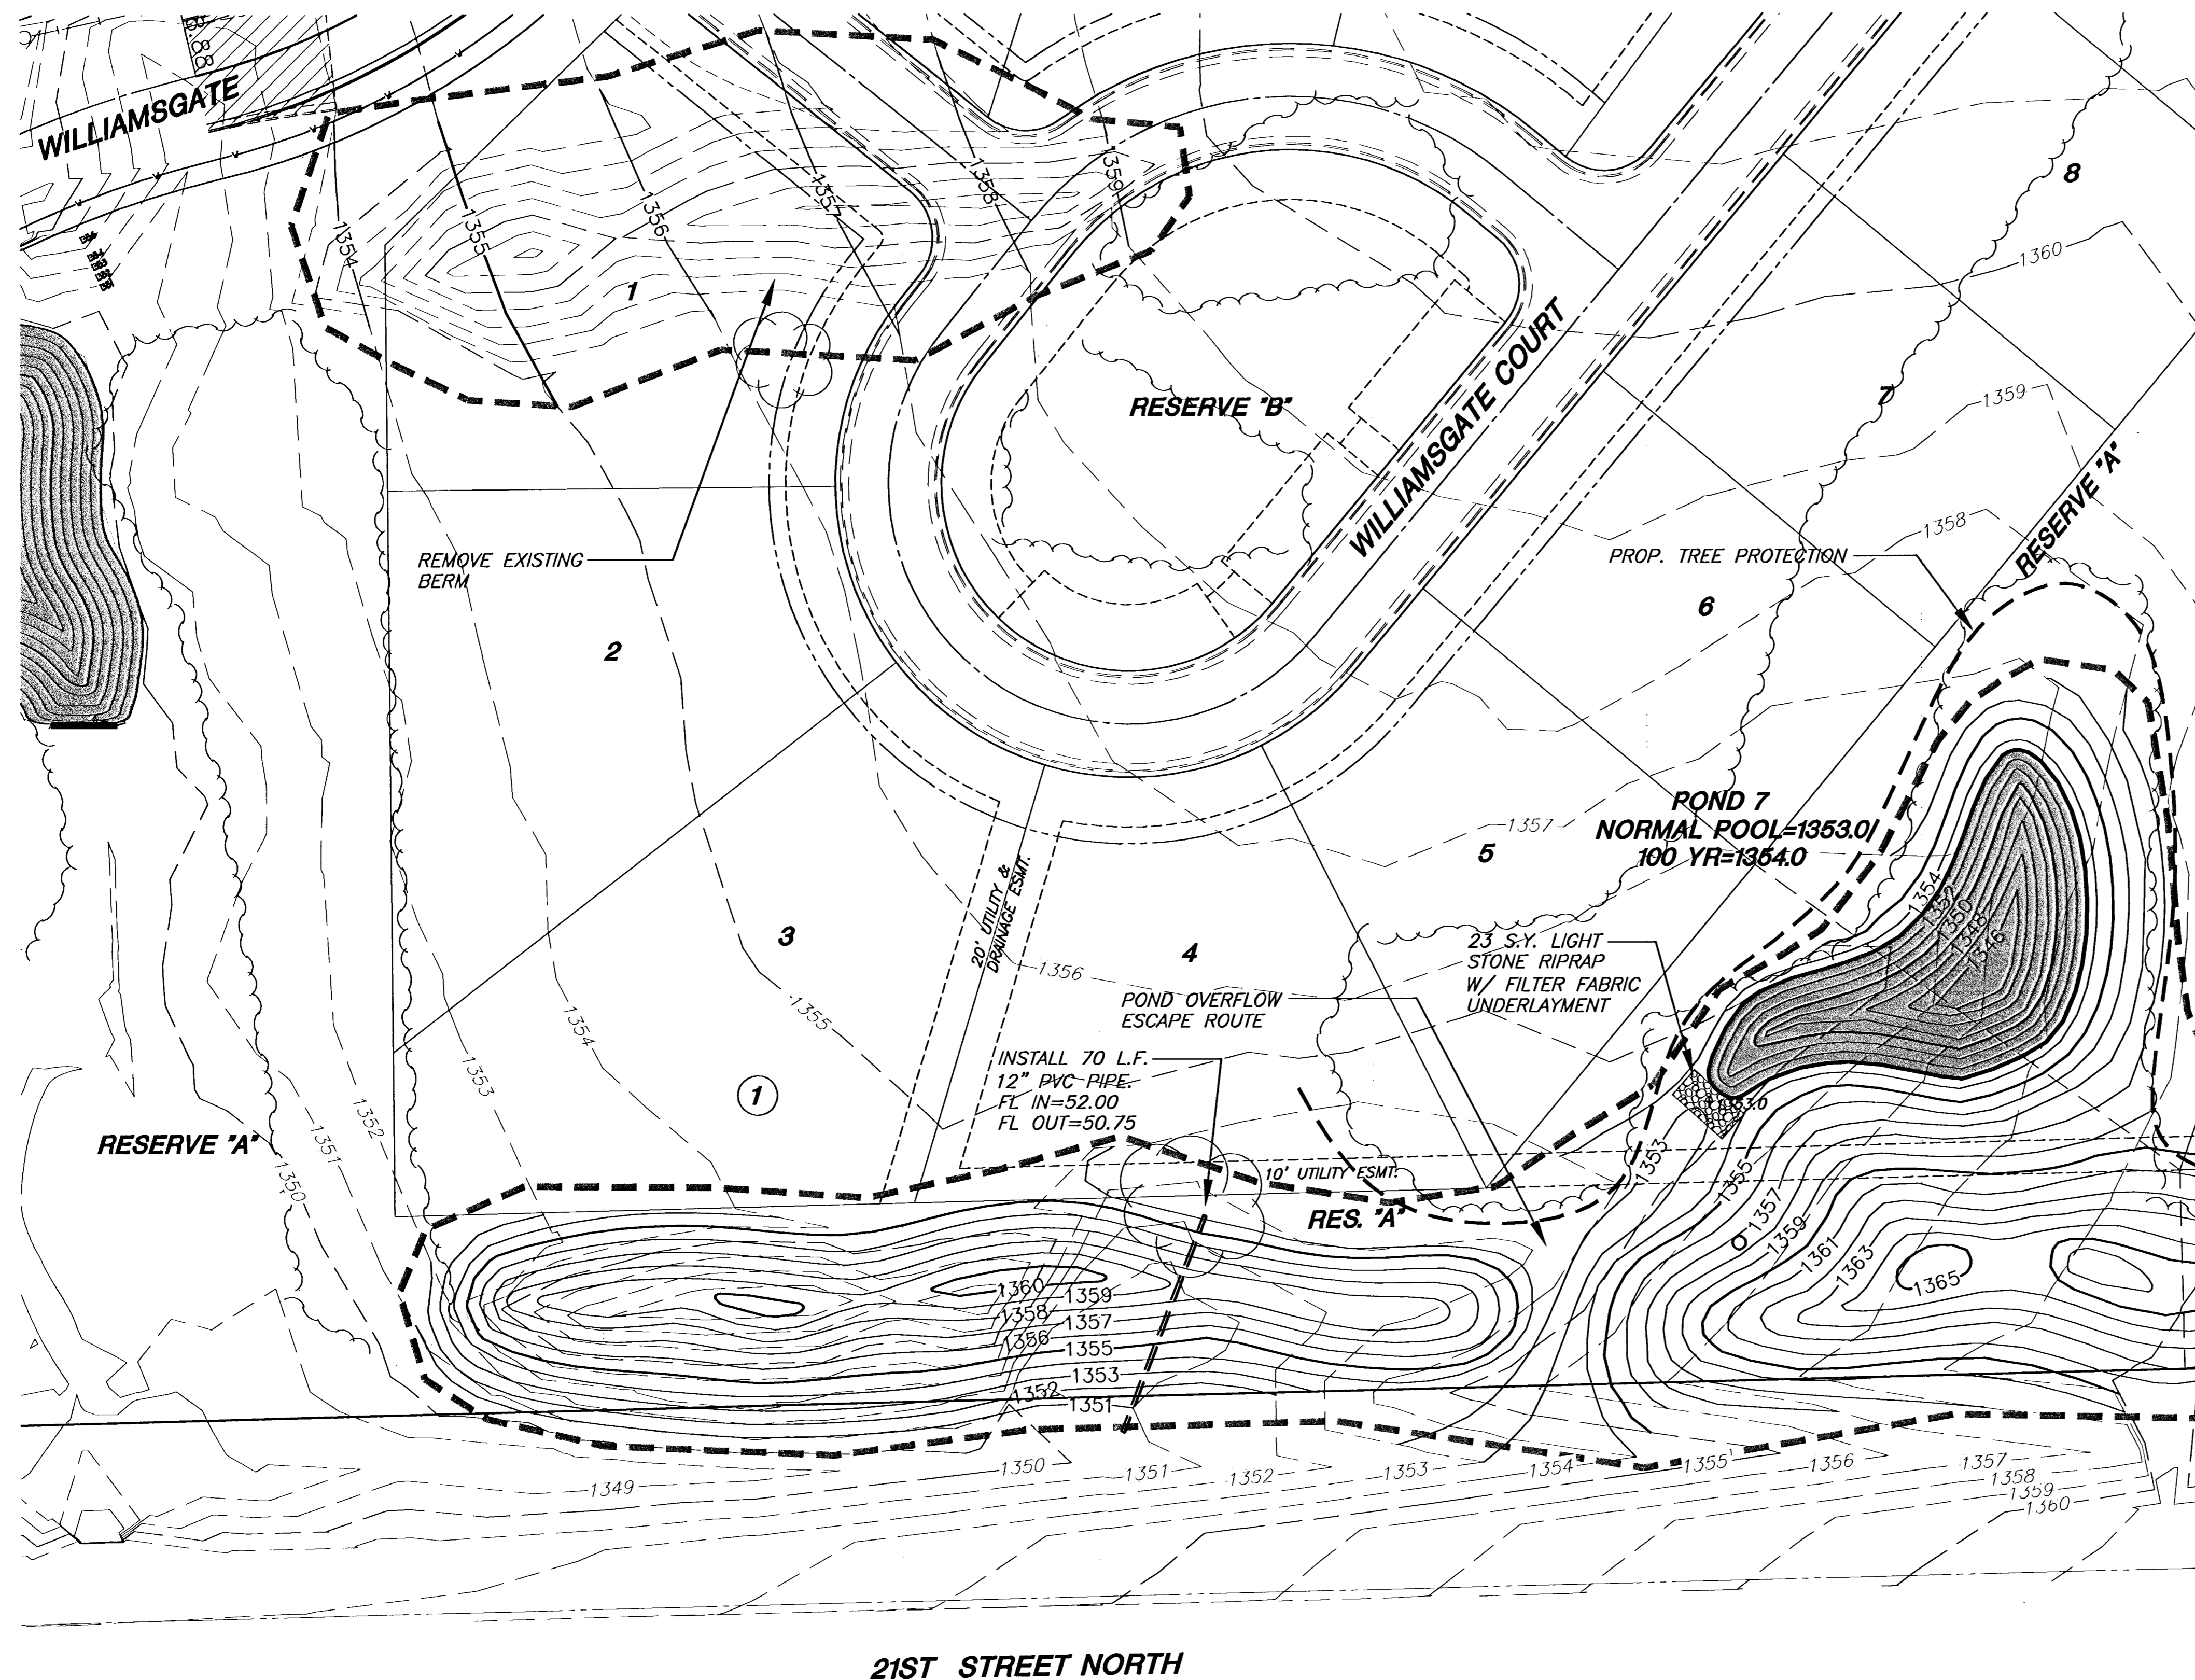 WILLIAMSGATE
1354
1355
1356
1357
1358
1359
1
8
1360
RESERVE "B"
WILLIAMSGATE COURT
7
1359
RESERVE "A"
1358
REMOVE EXISTING
BERM
PROP. TREE PROTECTION
2
6
POND 7
NORMAL POOL=1353.0
100 YR=1354.0
1357
5
1354
1352
1350
1348
1346
20' UTILITY &
DRAINAGE ESMT.
3
4
1356
1355
1354
1353
1352
1351
1350
23 S.Y. LIGHT
STONE RIPRAP
W/ FILTER FABRIC
UNDERLAYMENT
POND OVERFLOW
ESCAPE ROUTE
INSTALL 70 L.F.
12" PVC PIPE.
FL IN=52.00
FL OUT=50.75
1
RESERVE "A"
1353.0
10' UTILITY ESMT.
RES. "A"
1353
1355
1357
1359
1361
1363
1365
1360
1359
1358
1357
1356
1355
1353
1352
1351
1349
1350
1351
1352
1353
1354
1355
1356
1357
1358
1359
1360
21ST STREET NORTH